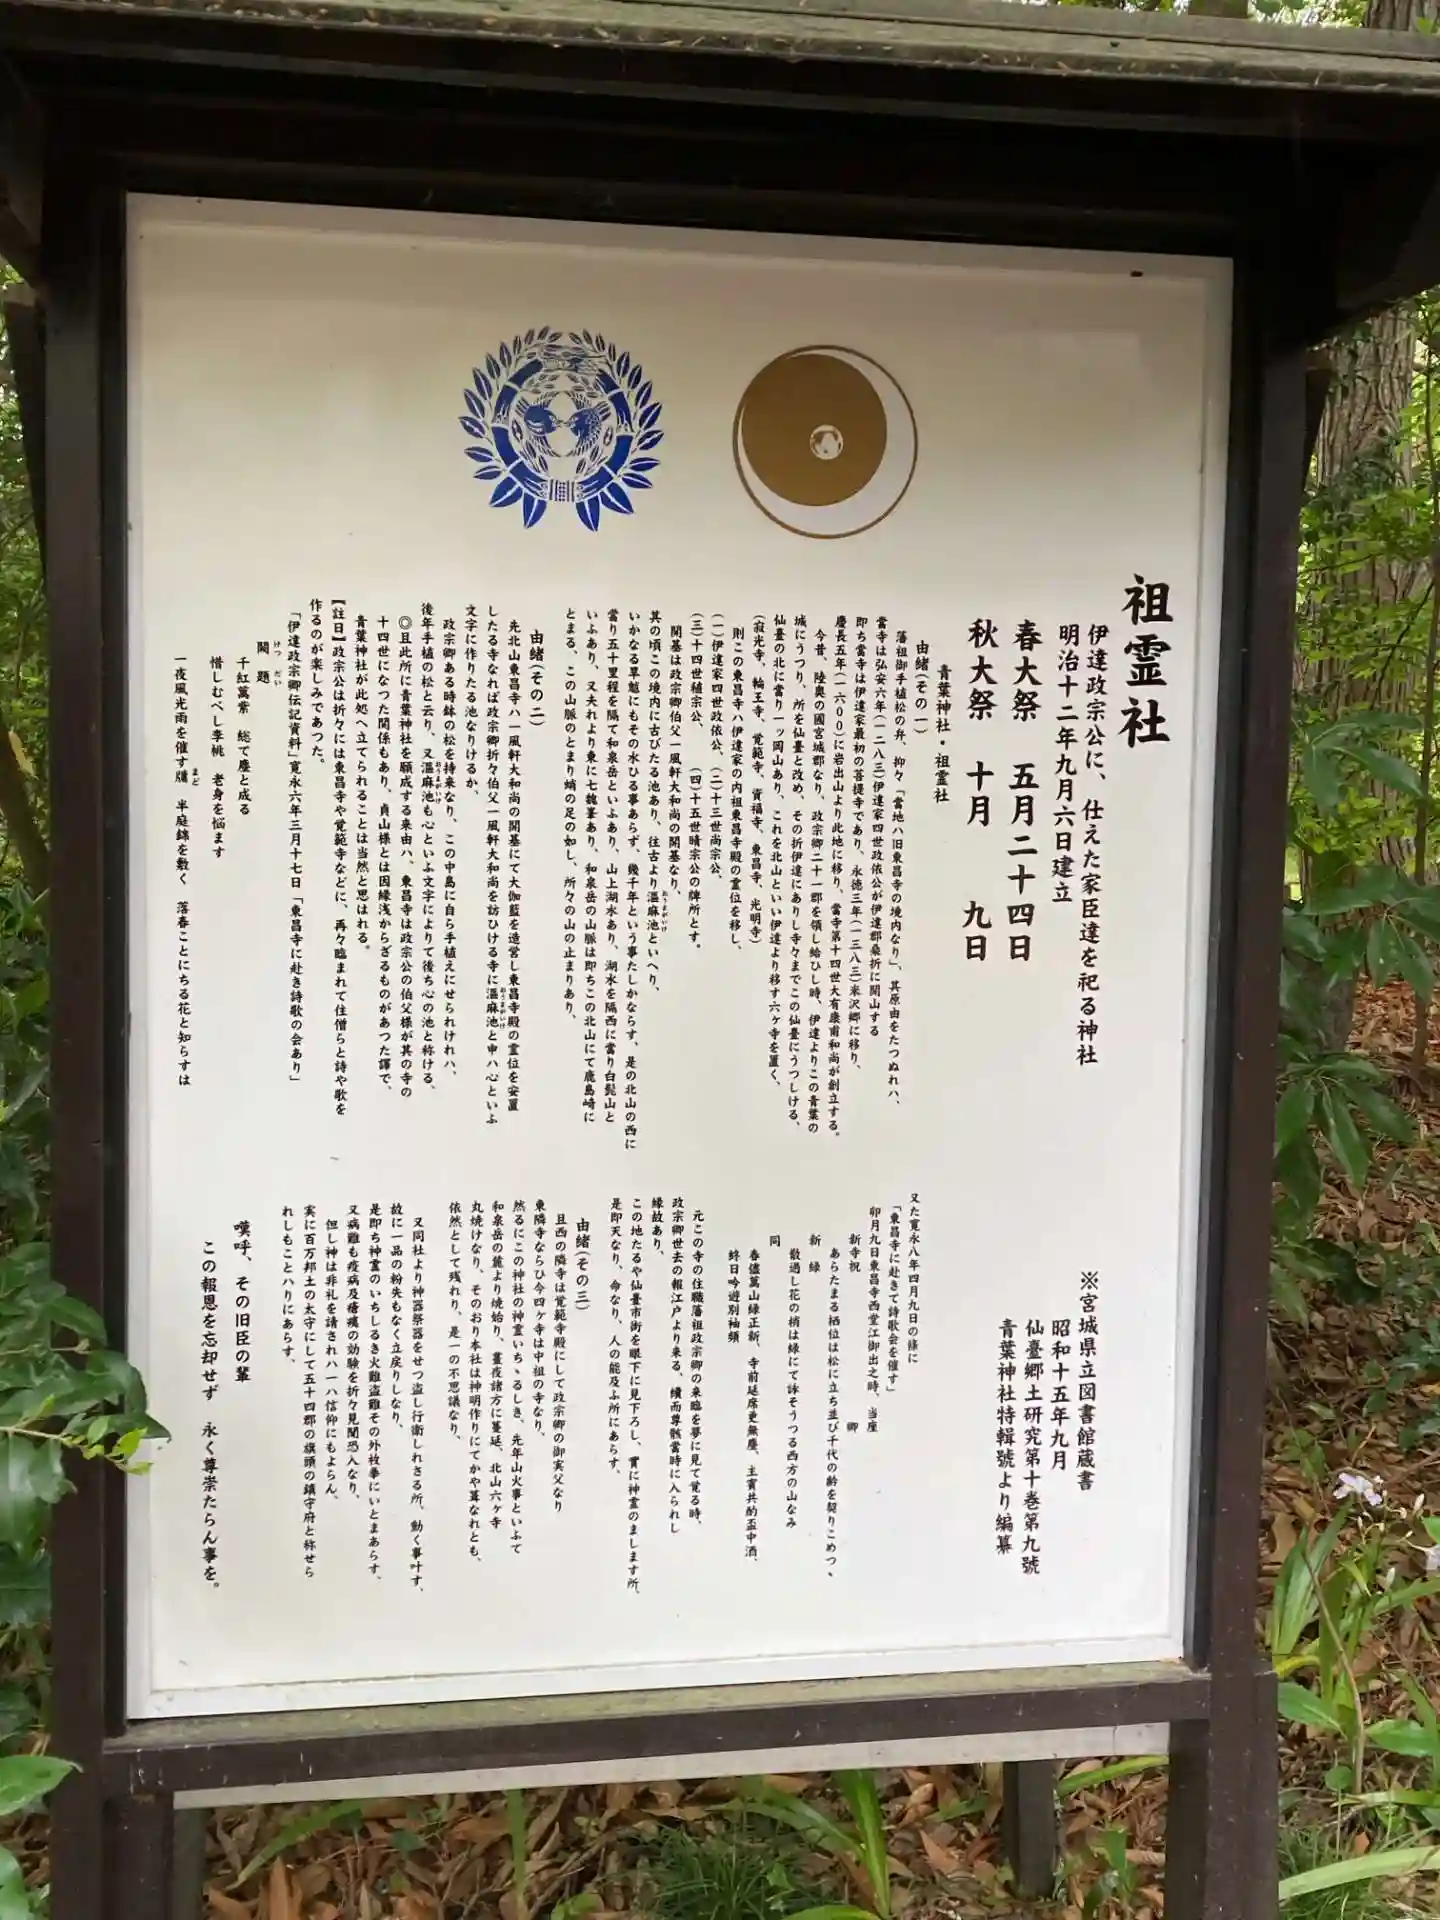 祖霊社
伊達政宗公に、仕えた家臣達を祀る神社
明治十二年九月六日建立
春大祭 五月二十四日
秋大祭 十月 九日
青葉神社・祖霊社
由緒(その一)
藩祖御手植松の弁、抑々「當地ハ旧東昌寺の境内なり」、其原由をたつぬれハ、
當寺は弘安六年(一二八三)伊達家四世政依公が伊達郡桑折に開山する
即ち當寺は伊達家最初の菩提寺であり、永徳三年(一三八三)米沢郷に移り、
慶長五年(一六〇〇)に岩出山より此地に移り、當寺第十四世大有康甫和尚が創立する。
今昔、陸奥の國宮城郡なり、政宗卿二十一郡を領し給ひし時、伊達よりこの青葉の
城にうつり、所を仙臺と改め、その折伊達にありし寺々までこの仙臺にうつしける、
仙臺の北に當り一ッ岡山あり、これを北山といい伊達より移す六ヶ寺を置く、
(寂光寺、輪王寺、覚範寺、資福寺、東昌寺、光明寺)
則この東昌寺ハ伊達家の内祖東昌寺殿の霊位を移し、
(一)伊達家四世政依公、(二)十三世尚宗公、
(三)十四世稙宗公、(四)十五世晴宗公の牌所とす。
開基は政宗卿伯父一風軒大和尚の開基なり、
其の頃この境内に古びたる池あり、往古より漚麻池といへり、
おうまがいけ
いかなる旱魃にもその水ひる事あらず、幾千年という事たしかならす、是の北山の西に
當り五十里程を隔て和泉岳といふあり、山上湖水あり、湖水を隔西に當り白髭山と
いふあり、又夫れより東に七魏峯あり、和泉岳の山脈は即ちこの北山にて鹿島崎に
とまる、この山脈のとまり蛸の足の如し、所々の山の止まりあり、
由緒(その二)
先北山東昌寺ハ一風軒大和尚の開基にて大伽藍を造営し東昌寺殿の霊位を安置
したる寺なれば政宗卿折々伯父一風軒大和尚を訪ひける寺に漚麻池と申ハ心といふ
おうまがいけ
文字に作りたる池なりけるか、
政宗卿ある時鉢の松を持来なり、この中島に自ら手植えにせられけれハ、
後年手植の松と云り、又漚麻池も心といふ文字によりて後ち心の池と称ける、
おうまがいけ
◎且此所に青葉神社を願成する来由ハ、東昌寺は政宗公の伯父様が其の寺の
十四世になつた関係もあり、貞山様とは因縁浅からざるものがあつた譯で、
青葉神社が此処へ立てられることは当然と思はれる。
【註曰】政宗公は折々には東昌寺や覚範寺などに、再々臨まれて住僧らと詩や歌を
作るのが楽しみであつた。
「伊達政宗卿伝記資料」寛永六年三月十七日「東昌寺に赴き詩歌の会あり」
闕題
けつ だい
千紅萬紫 総て塵と成る
惜しむべし李桃 老身を悩ます
一夜風光雨を催す牖 半庭錦を敷く 落春ことにちる花と知らすは
まど
又た寛永八年四月九日の條に
「東昌寺に赴きて詩歌会を催す」
卯月九日東昌寺西堂江御出之時、当座
新寺祝 卿
あらたまる栖位は松に立ち並び千代の齢を契りこめつゝ
新緑
散過し花の梢は緑にて詠そうつる西方の山なみ
同
春儘萬山緑正新、寺前延席更無塵、主賓共酌盃中酒、
終日吟遊別袖頻
元この寺の住職藩祖政宗卿の来臨を夢に見て覚る時、
政宗卿世去の報江戸より来る、續而尊骸當時に入られし
縁故あり、
この地たるや仙臺市街を眼下に見下ろし、實に神霊のまします所、
是即天なり、命なり、人の能及ふ所にあらす、
由緒(その三)
且西の隣寺は覚範寺殿にして政宗卿の御実父なり
東隣寺ならひ今四ヶ寺は中祖の寺なり、
然るにこの神社の神霊いちゝるしき、先年山火事といふて
和泉岳の麓より焼始り、晝夜諸方に蔓延、北山六ヶ寺
丸焼けなり、そのおり本社は神明作りにてかや葺なれとも、
依然として残れり、是一の不思議なり、
又同社より神器祭器をせつ盗し行衛しれさる所、動く事叶す、
故に一品の紛失もなく立戻りしなり、
是即ち神霊のいちしるき火難盗難その外枚挙にいとまあらす、
又病難も疫病及瘡瘼の効験を折々見聞恐入なり、
但し神は非礼を請されハ一ハ信仰にもよらん、
実に百万邦土の太守にして五十四郡の旗頭の鎮守府と称せら
れしもことハりにあらす、
嘆呼、その旧臣の輩
この報恩を忘却せず 永く尊崇たらん事を。
※宮城県立図書館蔵書
昭和十五年九月
仙臺郷土研究第十巻第九號
青葉神社特輯號より編纂